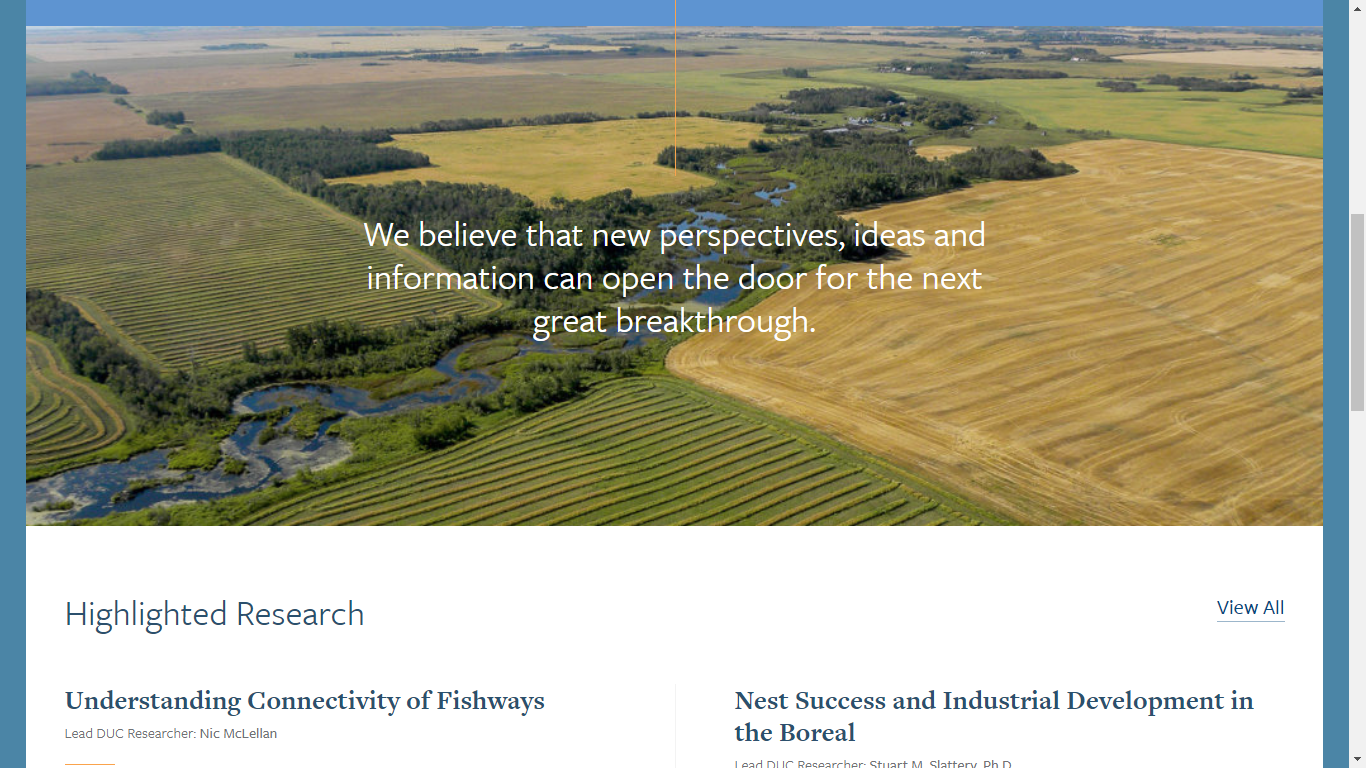 We believe that new perspectives, ideas and
information can open the door for the next
great breakthrough.
Highlighted Research
View All
Understanding Connectivity of Fishways
Lead DUC Researcher: Nic McLellan
Nest Success and Industrial Development in
the Boreal
Lead DUC Researcher: Stuart M. Slattery, Ph.D.